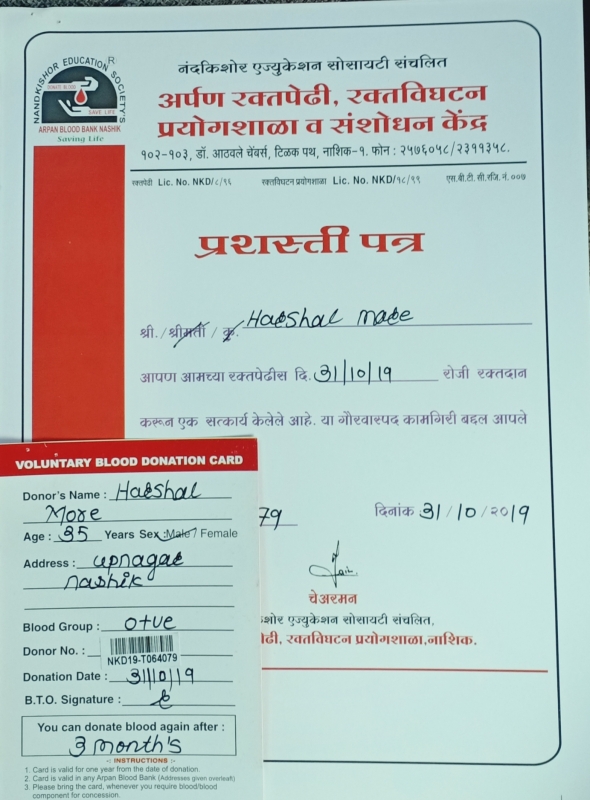 NANDKISHOR EDUCATION SOCIETY'S
R
DONATE BLOOD
SAVE LIFE
ARPAN BLOOD BANK NASHIK
Saving Life
नंदकिशोर एज्युकेशन सोसायटी संचलित
अर्पण रक्तपेढी, रक्तविघटन
प्रयोगशाळा व संशोधन केंद्र
१०२-१०३, डॉ. आठवले चेंबर्स, टिळक पथ, नाशिक-१. फोन : २५७६०५८/२३११३५८.
रक्तपेढी Lic. No. NKD/८/९६ रक्तविघटन प्रयोगशाळा Lic. No. NKD/१८/९९ एस.बी.टी. सी.रजि. नं. ००७
प्रशस्ती पत्र
श्री. / श्रीमती / कु. Harshal More
आपण आमच्या रक्तपेढीस दि. 31/10/19 रोजी रक्तदान
करून एक सत्कार्य केलेले आहे. या गौरवास्पद कामगिरी बद्दल आपले
79 दिनांक 31/10/2019
चेअरमन
शोर एज्युकेशन सोसायटी संचलित,
पेढी, रक्तविघटन प्रयोगशाळा,नाशिक.
VOLUNTARY BLOOD DONATION CARD
Donor's Name : Harshal
More
Age : 35 Years Sex :Male / Female
Address : upnagar
nashik
Blood Group : O+ve
Donor No. :
NKD19-T064079
Donation Date : 31/10/19
B.T.O. Signature :
You can donate blood again after :
3 month's
:- INSTRUCTIONS :-
1. Card is valid for one year from the date of donation.
2. Card is valid in any Arpan Blood Bank (Addresses given overleaf)
3. Please bring the card, whenever you require blood/blood
component for concession.